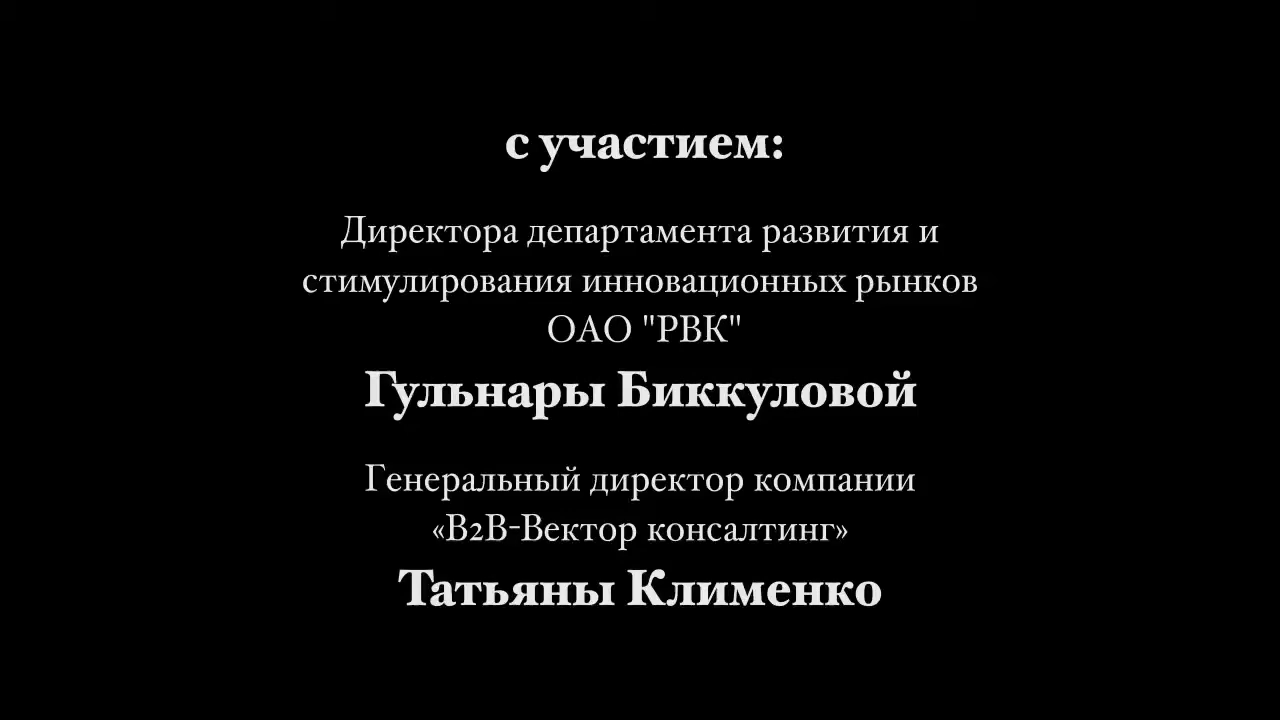 с участием:
Директора департамента развития и
стимулирования инновационных рынков
ОАО "РВК"
Гульнары Биккуловой
Генеральный директор компании
«B2B-Вектор консалтинг»
Татьяны Клименко